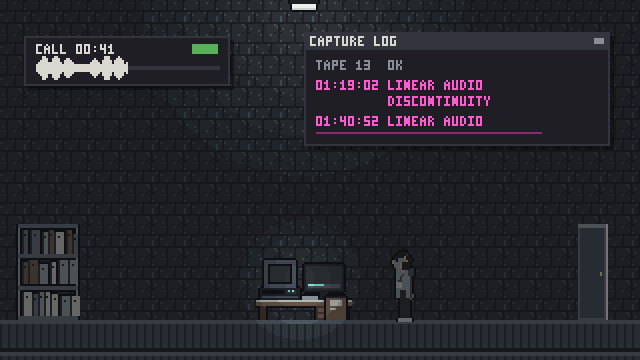 CALL 00:41
CAPTURE LOG
TAPE 13 OK
01:19:02 LINEAR AUDIO
DISCONTINUITY
01:40:52 LINEAR AUDIO